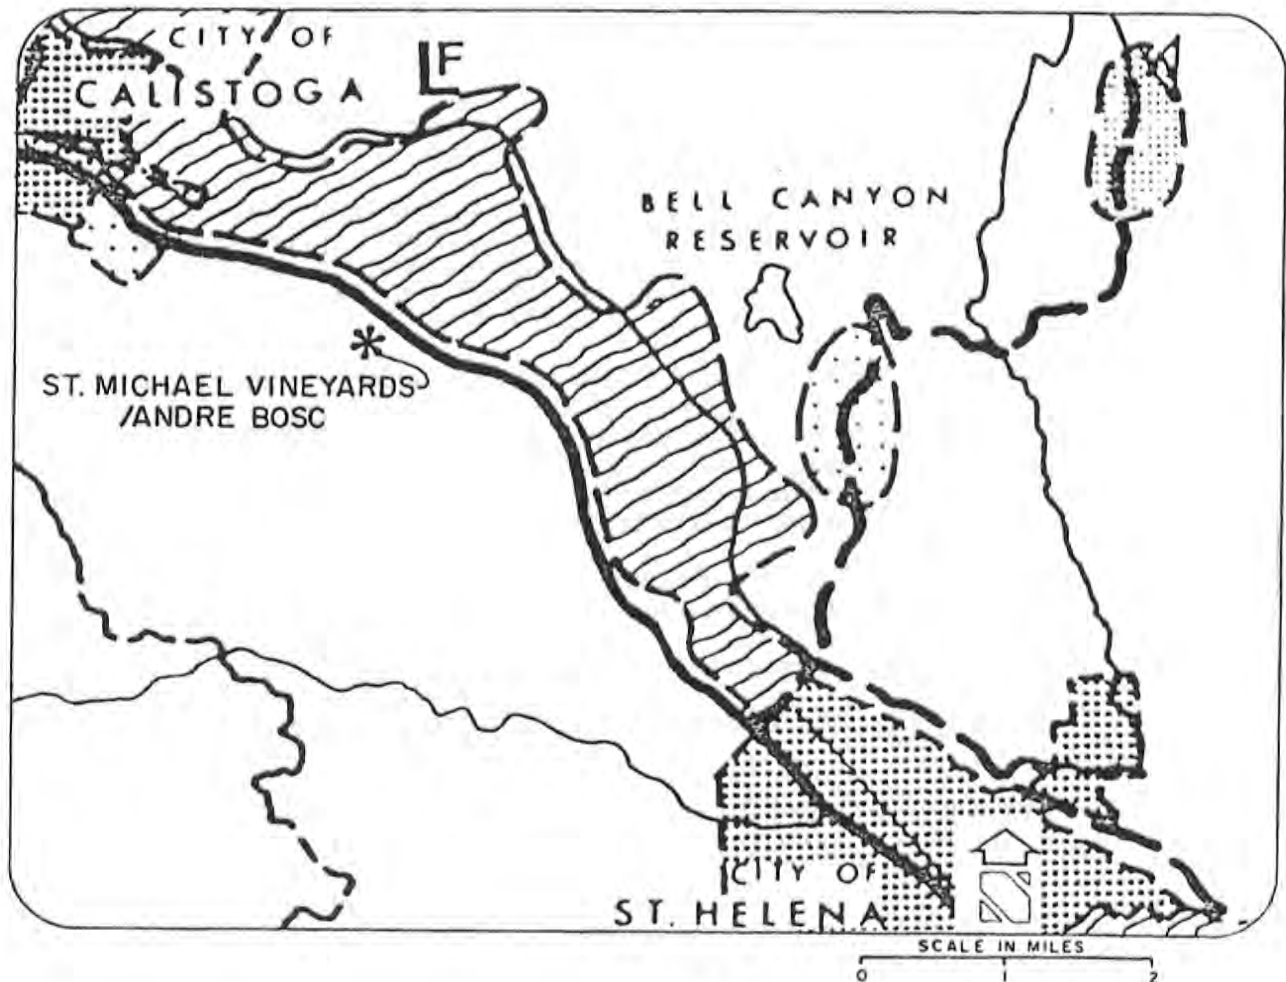 CITY OF
CALISTOGA
LF
BELL CANYON
RESERVOIR
ST. MICHAEL VINEYARDS
/ANDRE BOSC
CITY OF
ST. HELENA
SCALE IN MILES
0 1 2